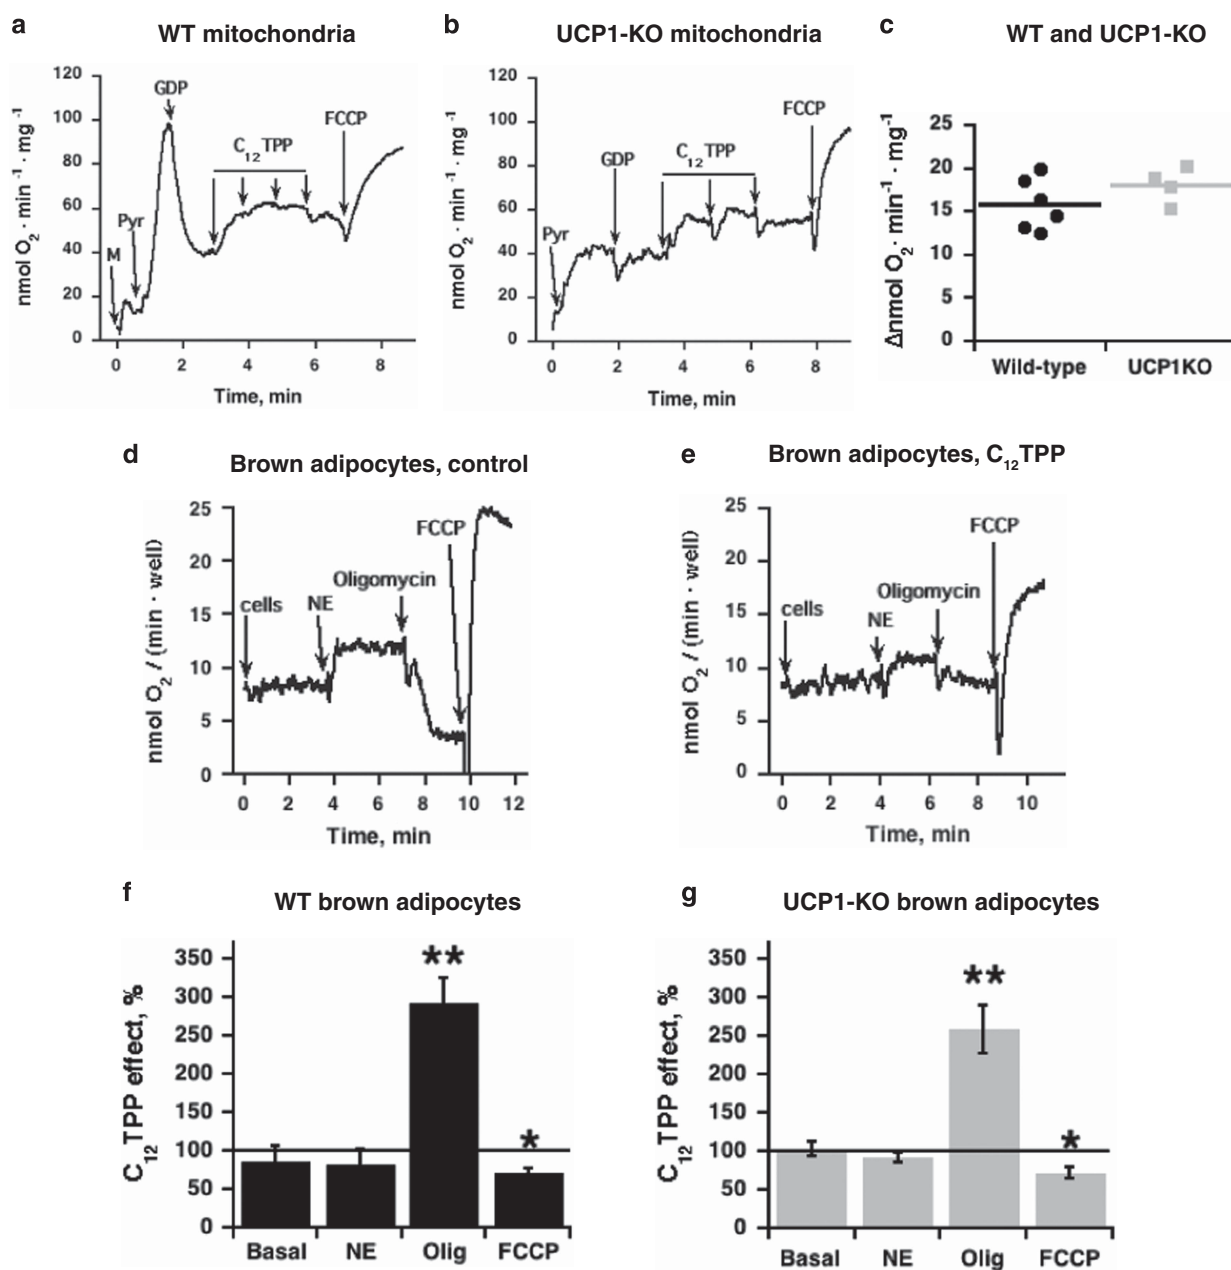 a WT mitochondria
120
100
80
60
40
20
0
nmol O₂ · min⁻¹ · mg⁻¹
M
Pyr
GDP
C₁₂TPP
FCCP
0 2 4 6 8
Time, min
b UCP1-KO mitochondria
120
100
80
60
40
20
0
nmol O₂ · min⁻¹ · mg⁻¹
Pyr
GDP
C₁₂TPP
FCCP
0 2 4 6 8
Time, min
c WT and UCP1-KO
25
20
15
10
5
0
Δnmol O₂ · min⁻¹ · mg⁻¹
Wild-type UCP1KO
d Brown adipocytes, control
25
20
15
10
5
0
nmol O₂ / (min · well)
cells
NE
Oligomycin
FCCP
0 2 4 6 8 10 12
Time, min
e Brown adipocytes, C₁₂TPP
25
20
15
10
5
0
nmol O₂ / (min · well)
cells
NE
Oligomycin
FCCP
0 2 4 6 8 10
Time, min
f WT brown adipocytes
350
300
250
200
150
100
50
0
C₁₂TPP effect, %
**
*
Basal NE Olig FCCP
g UCP1-KO brown adipocytes
350
300
250
200
150
100
50
0
C₁₂TPP effect, %
**
*
Basal NE Olig FCCP